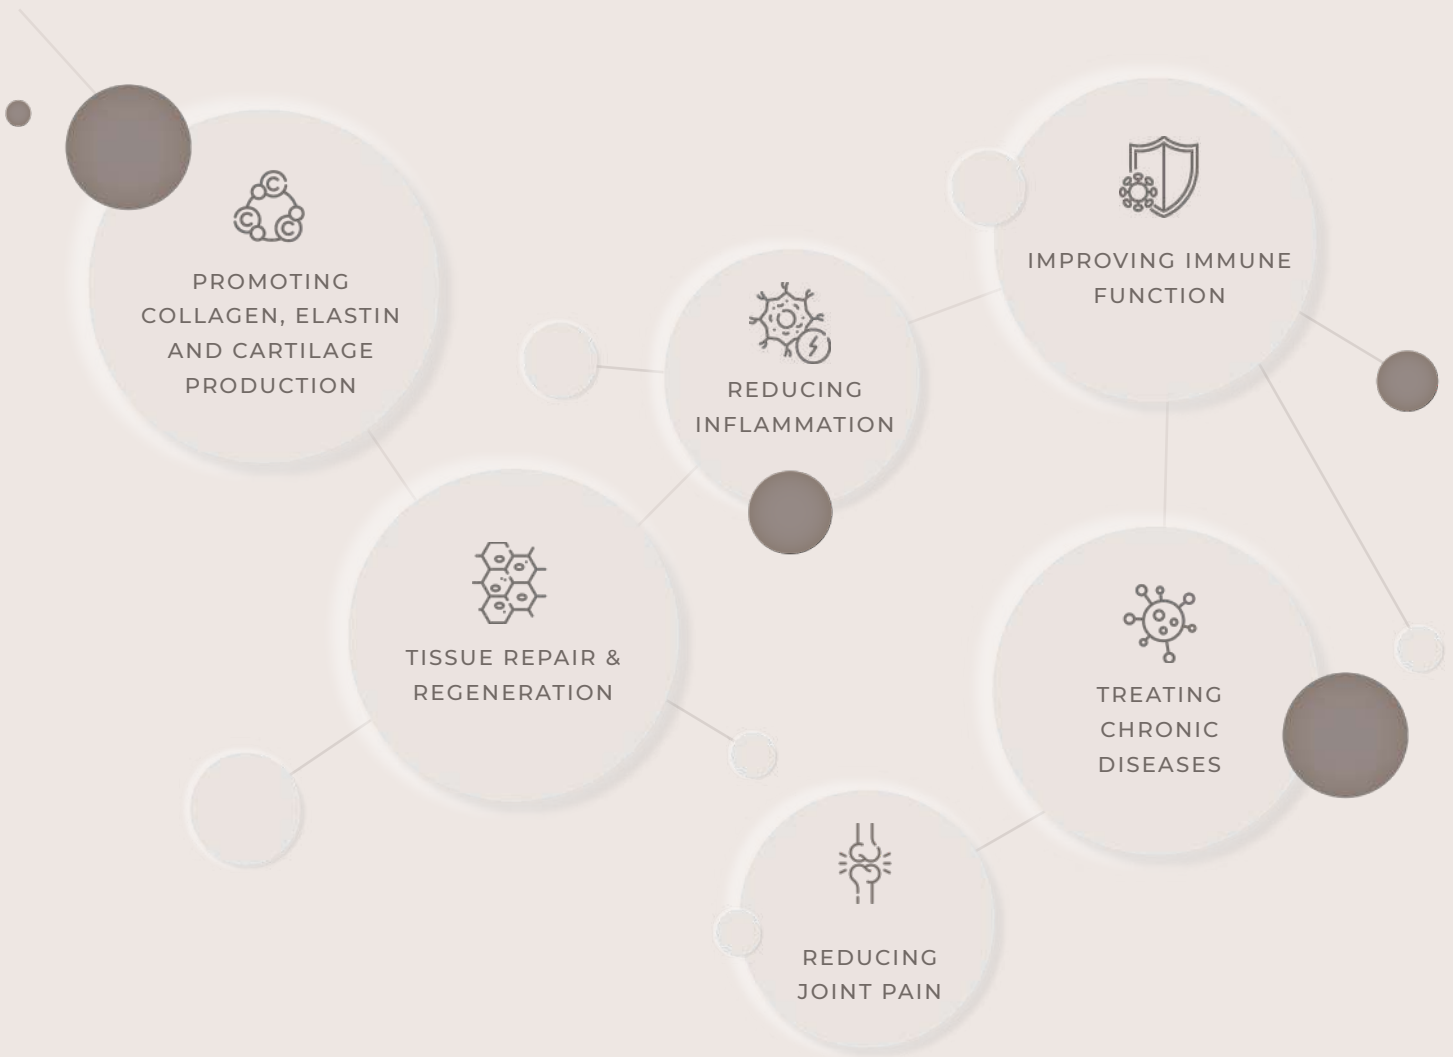 PROMOTING
COLLAGEN, ELASTIN
AND CARTILAGE
PRODUCTION
REDUCING
INFLAMMATION
IMPROVING IMMUNE
FUNCTION
TISSUE REPAIR &
REGENERATION
TREATING
CHRONIC
DISEASES
REDUCING
JOINT PAIN